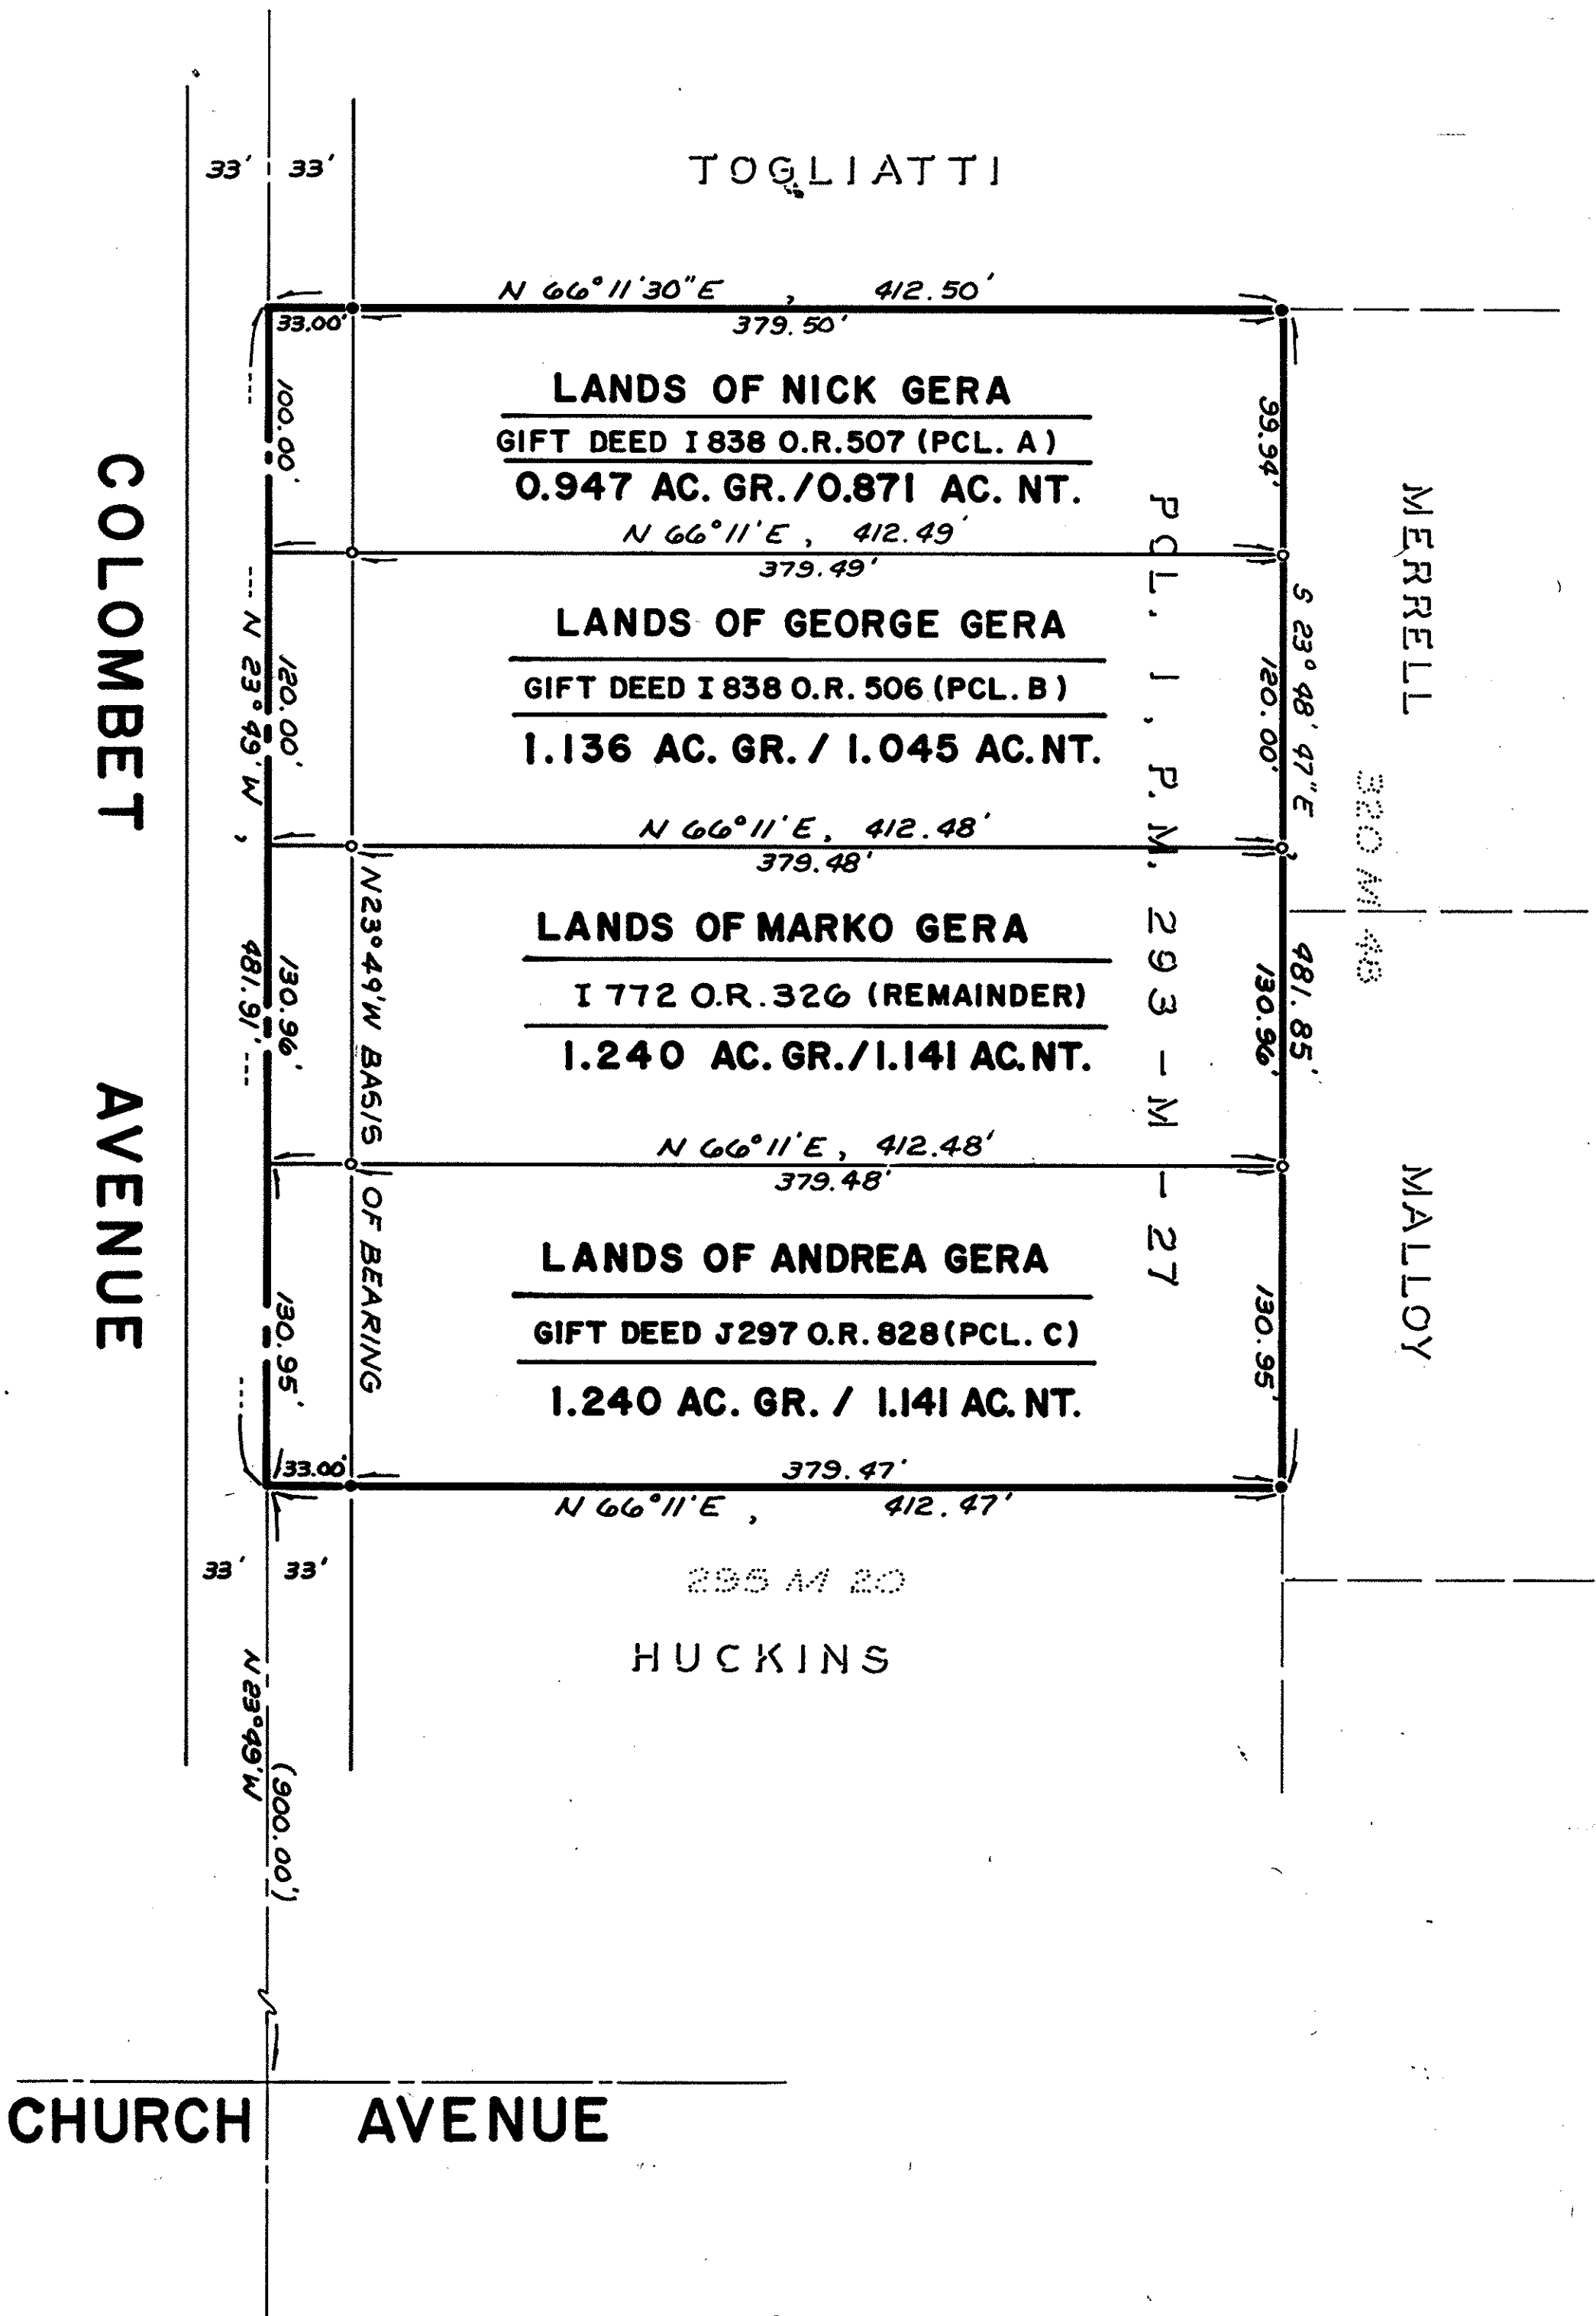 33' 33'
TOGLIATTI
N 66°11'30"E , 412.50'
33.00'
379.50'
LANDS OF NICK GERA
GIFT DEED I 838 O.R. 507 (PCL. A)
0.947 AC. GR./0.871 AC. NT.
100.00'
99.94'
N 66°11'E, 412.49'
379.49'
LANDS OF GEORGE GERA
GIFT DEED I 838 O.R. 506 (PCL. B)
1.136 AC. GR. / 1.045 AC. NT.
120.00'
120.00'
N 66°11'E, 412.48'
379.48'
LANDS OF MARKO GERA
I 772 O.R. 326 (REMAINDER)
1.240 AC. GR./1.141 AC. NT.
130.96'
130.96'
N 66°11'E, 412.48'
379.48'
LANDS OF ANDREA GERA
GIFT DEED J297 O.R. 828 (PCL. C)
1.240 AC. GR. / 1.141 AC. NT.
130.95'
130.95'
33.00'
379.47'
N 66°11'E , 412.47'
COLOMBET AVENUE
N 23°49'W , 481.91'
N23°49'W BASIS OF BEARING
PCL. 1, P.M. 293-M-27
S 23°48'47"E , 481.85'
MERRELL
320 M 48
MALLOY
33' 33'
295 M 20
HUCKINS
N 23°49'W
(900.00')
CHURCH AVENUE